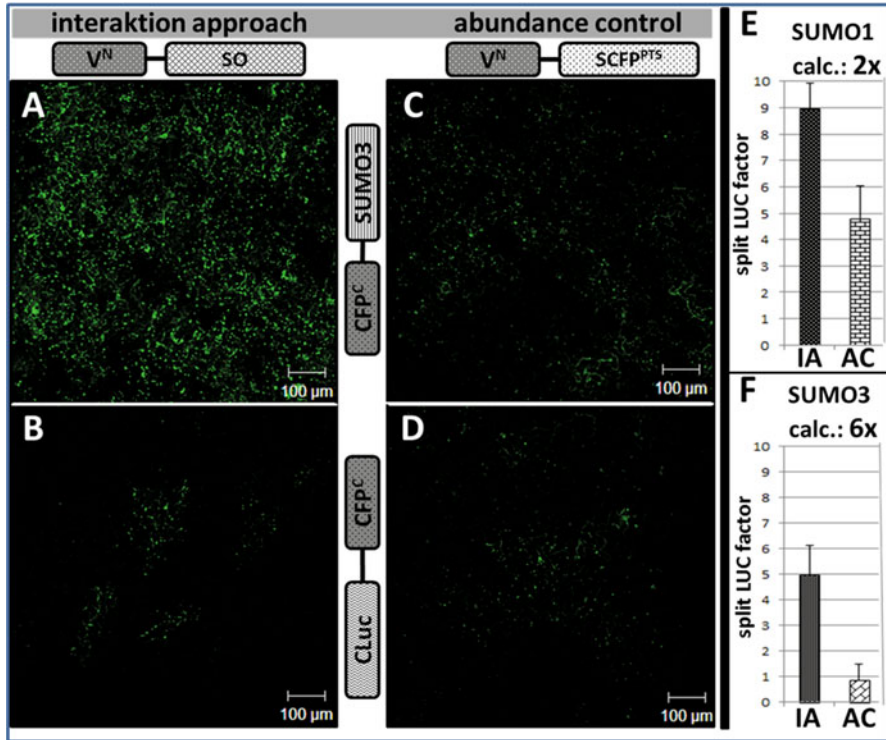 interaktion approach
abundance control
V^N SO
V^N SCFP^PTS
A
C
SUMO3
CFP^C
100 µm
100 µm
B
D
CFP^C
CLuc
100 µm
100 µm
E SUMO1
calc.: 2x
split LUC factor
10
9
8
7
6
5
4
3
2
1
0
IA AC
F SUMO3
calc.: 6x
split LUC factor
10
9
8
7
6
5
4
3
2
1
0
IA AC